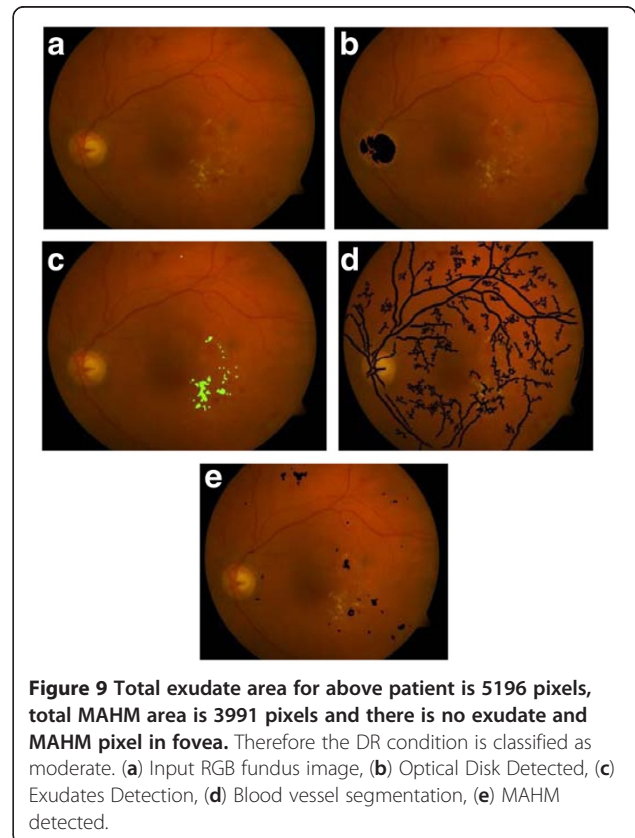 a
b
c
d
e
Figure 9 Total exudate area for above patient is 5196 pixels,
total MAHM area is 3991 pixels and there is no exudate and
MAHM pixel in fovea. Therefore the DR condition is classified as
moderate. (a) Input RGB fundus image, (b) Optical Disk Detected, (c)
Exudates Detection, (d) Blood vessel segmentation, (e) MAHM
detected.